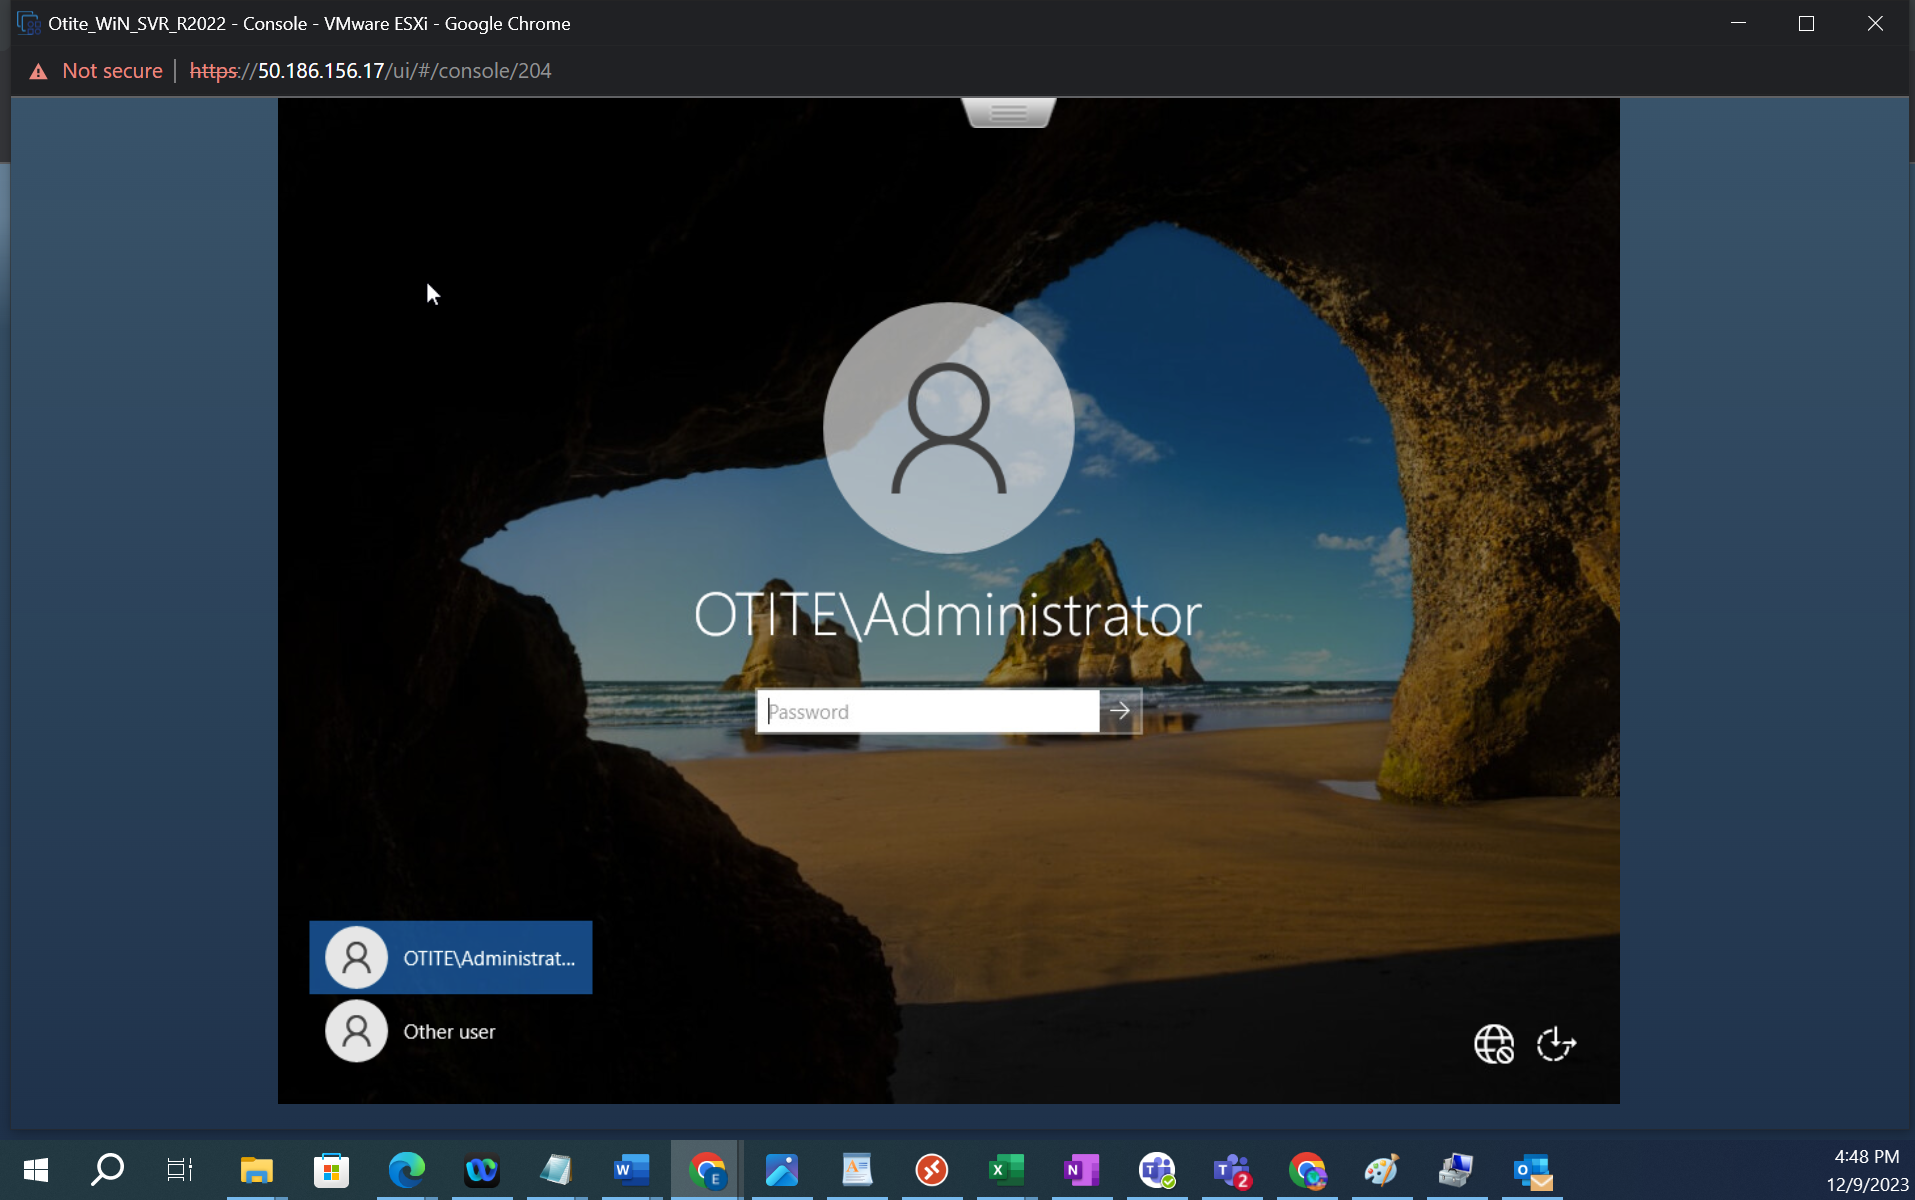 Otite_WiN_SVR_R2022 - Console - VMware ESXi - Google Chrome
Not secure | https://50.186.156.17/ui/#/console/204
OTITE\Administrator
Password
OTITE\Administrat...
Other user
W
E
A
X
N
T
T
2
O
4:48 PM
12/9/2023